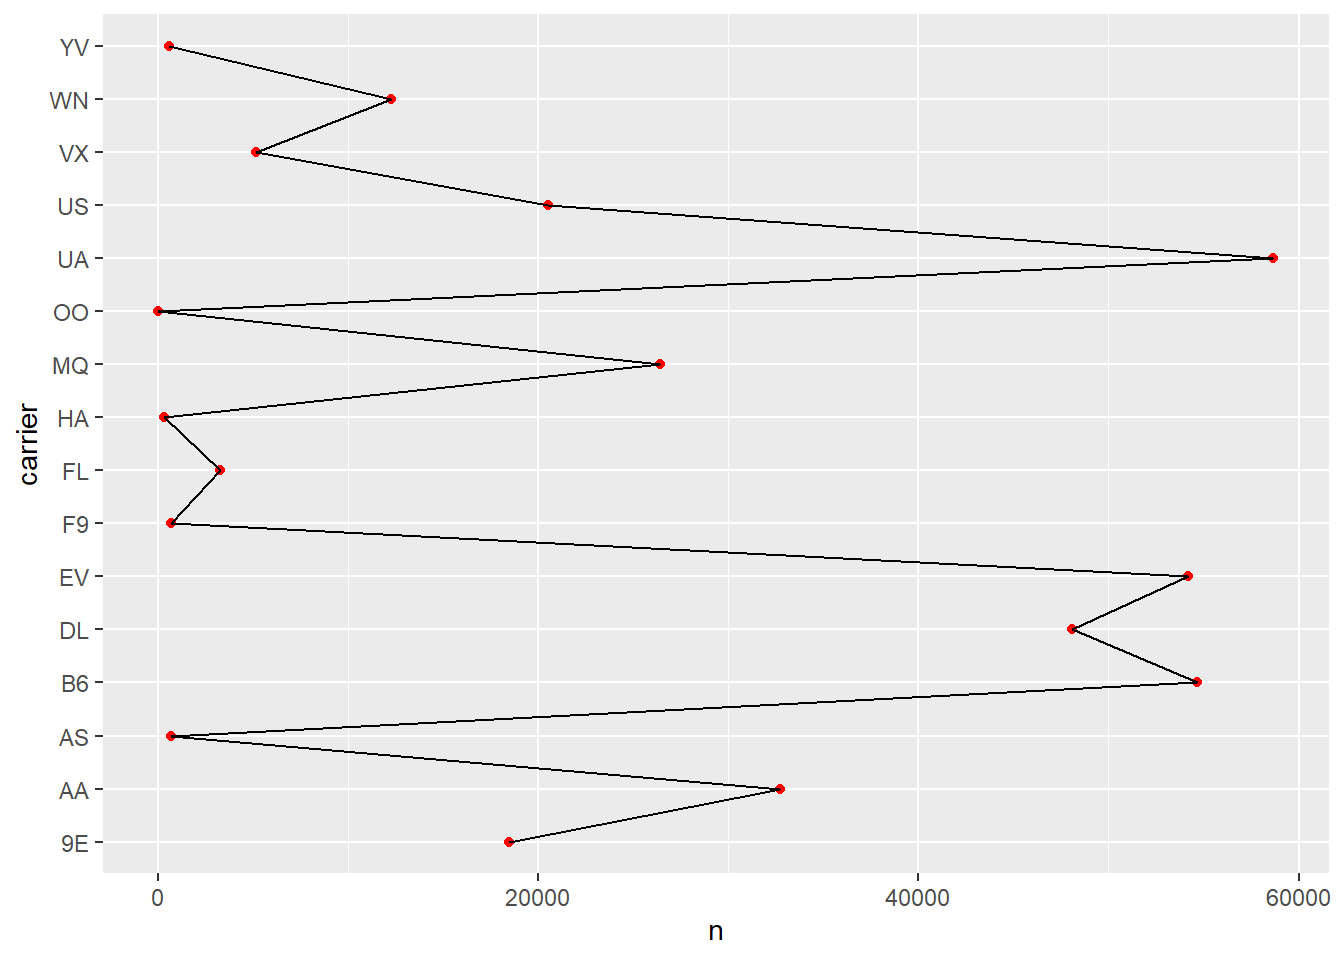 YV
WN
VX
US
UA
OO
MQ
HA
FL
F9
EV
DL
B6
AS
AA
9E
carrier
0 20000 40000 60000
n